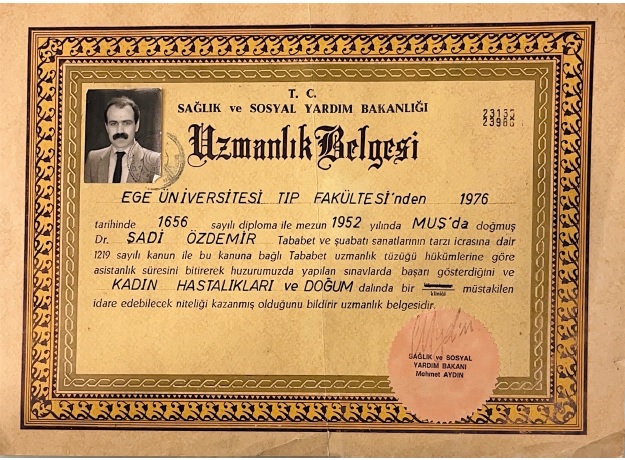 T. C.
SAĞLIK ve SOSYAL YARDIM BAKANLIĞI
Uzmanlık Belgesi
EGE ÜNİVERSİTESİ TIP FAKÜLTESİ'nden 1976
tarihinde 1656 sayılı diploma ile mezun 1952 yılında MUŞ'da doğmuş
Dr. ŞADİ ÖZDEMİR Tababet ve şuabatı sanatlarının tarzı icrasına dair
1219 sayılı kanun ile bu kanuna bağlı Tababet uzmanlık tüzüğü hükümlerine göre
asistanlık süresini bitirerek huzurumuzda yapılan sınavlarda başarı gösterdiğini ve
KADIN HASTALIKLARI ve DOĞUM dalında bir kliniği müstakilen
idare edebilecek niteliği kazanmış olduğunu bildirir uzmanlık belgesidir.
SAĞLIK ve SOSYAL
YARDIM BAKANI
Mehmet AYDIN